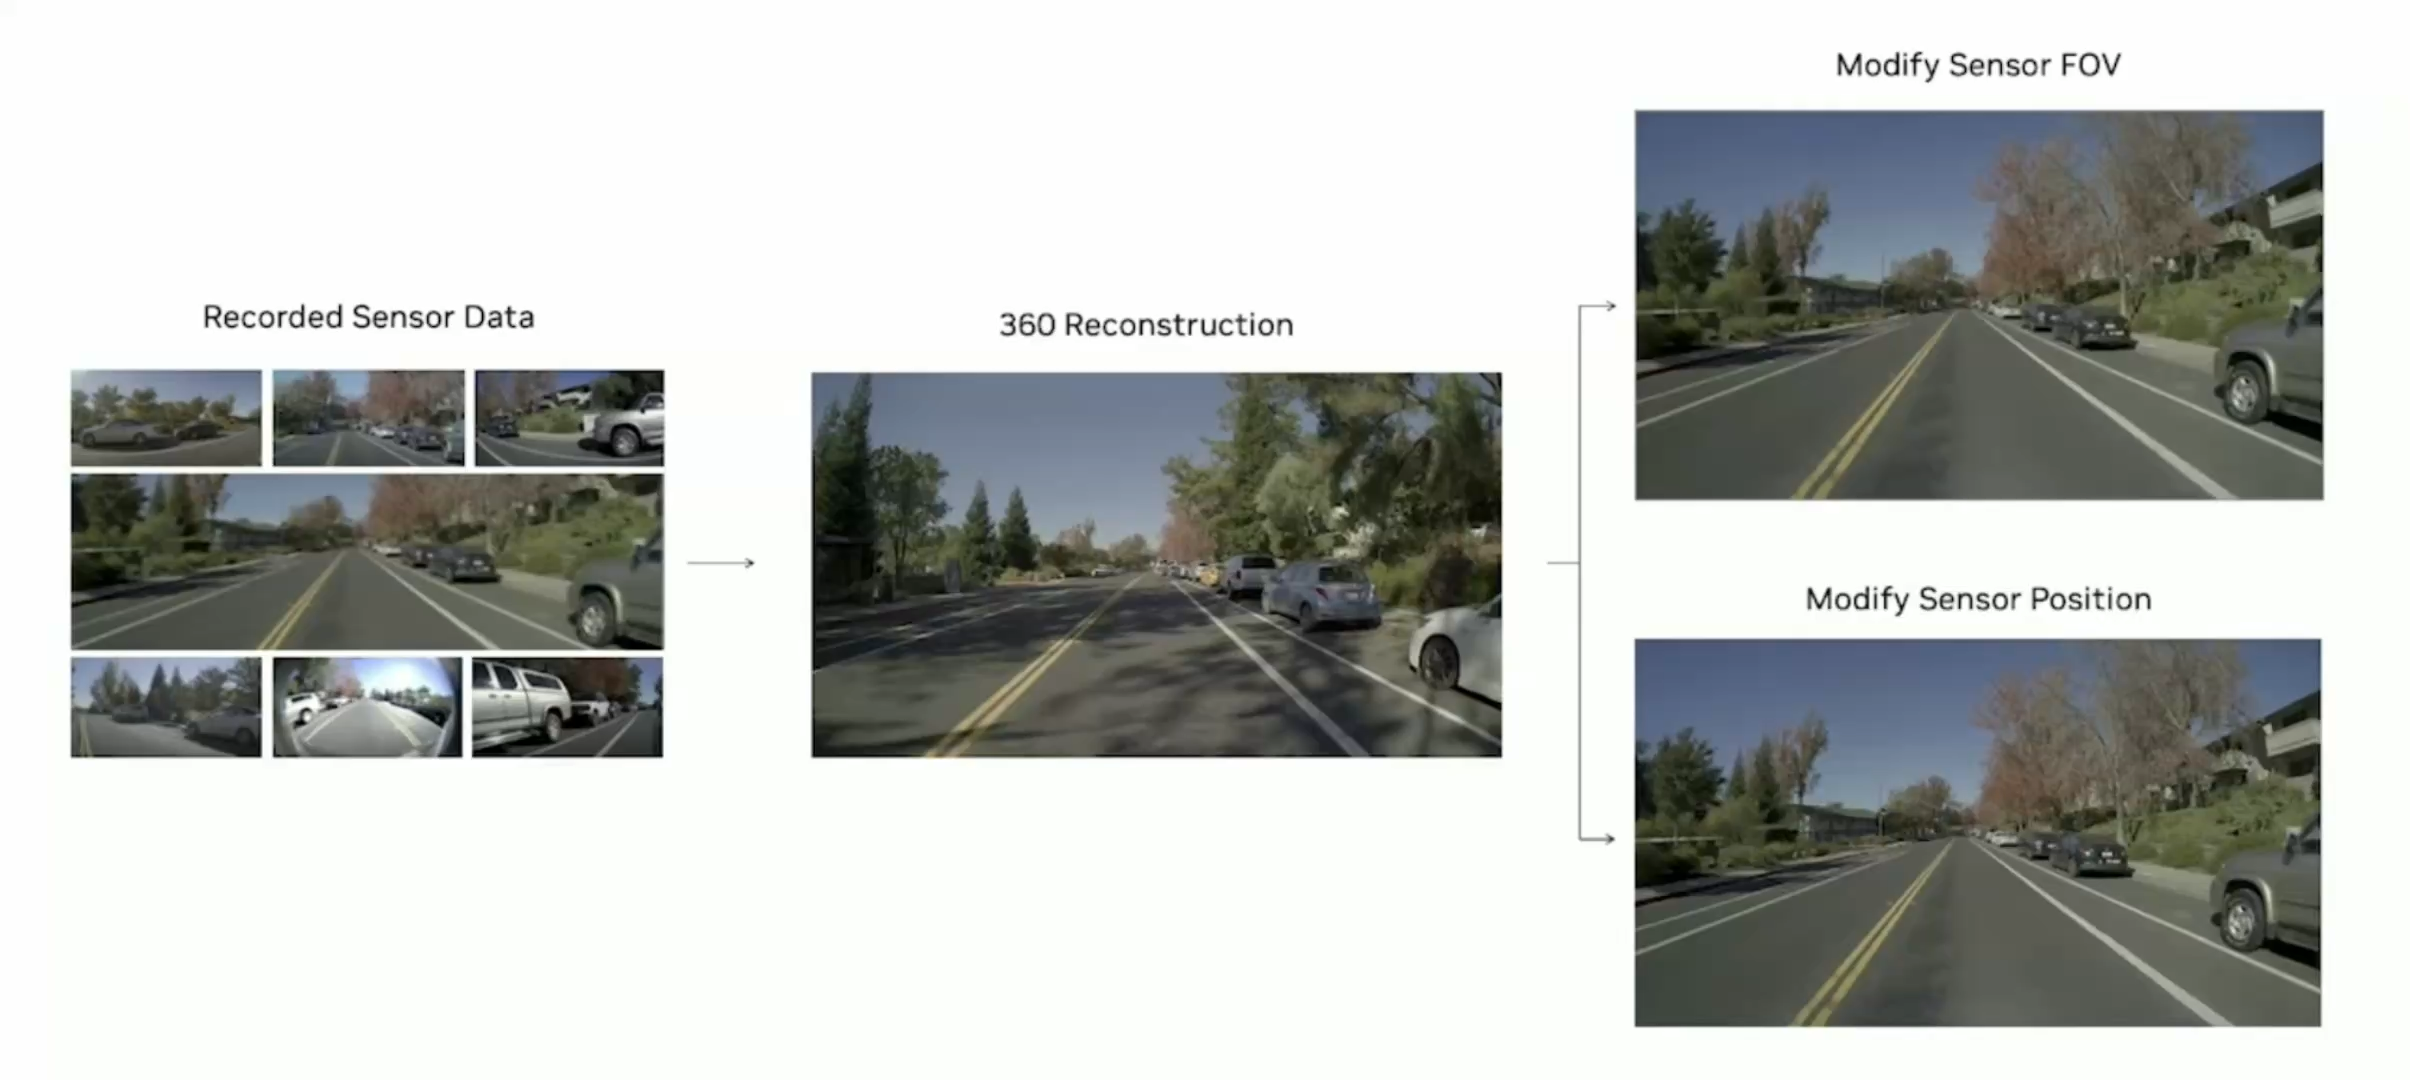 Recorded Sensor Data
360 Reconstruction
Modify Sensor FOV
Modify Sensor Position